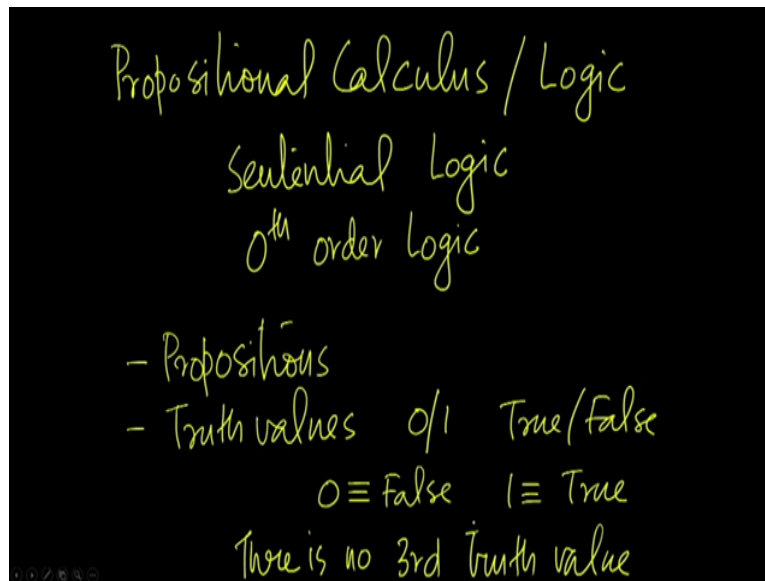 Propositional Calculus / Logic
Sentential Logic
0th order Logic
- Propositions
- Truth values 0/1 True/False
0 ≡ False 1 ≡ True
There is no 3rd truth value